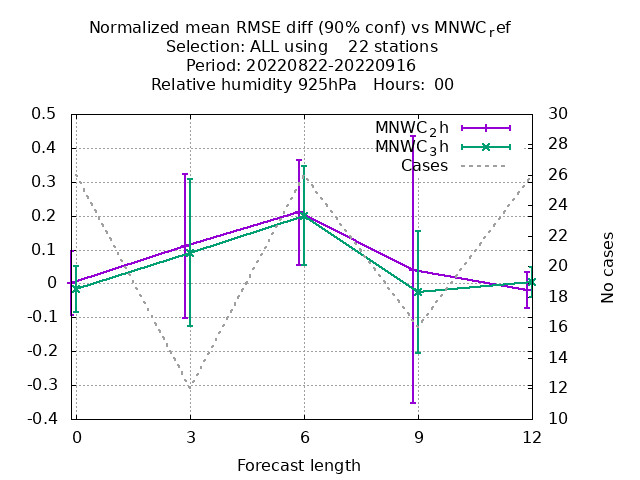 Normalized mean RMSE diff (90% conf) vs MNWC_ref
Selection: ALL using    22 stations
Period: 20220822-20220916
Relative humidity 925hPa   Hours:  00
MNWC_2h
MNWC_3h
Cases
0.5
0.4
0.3
0.2
0.1
0
-0.1
-0.2
-0.3
-0.4
30
28
26
24
22
20
18
16
14
12
10
No cases
0 3 6 9 12
Forecast length